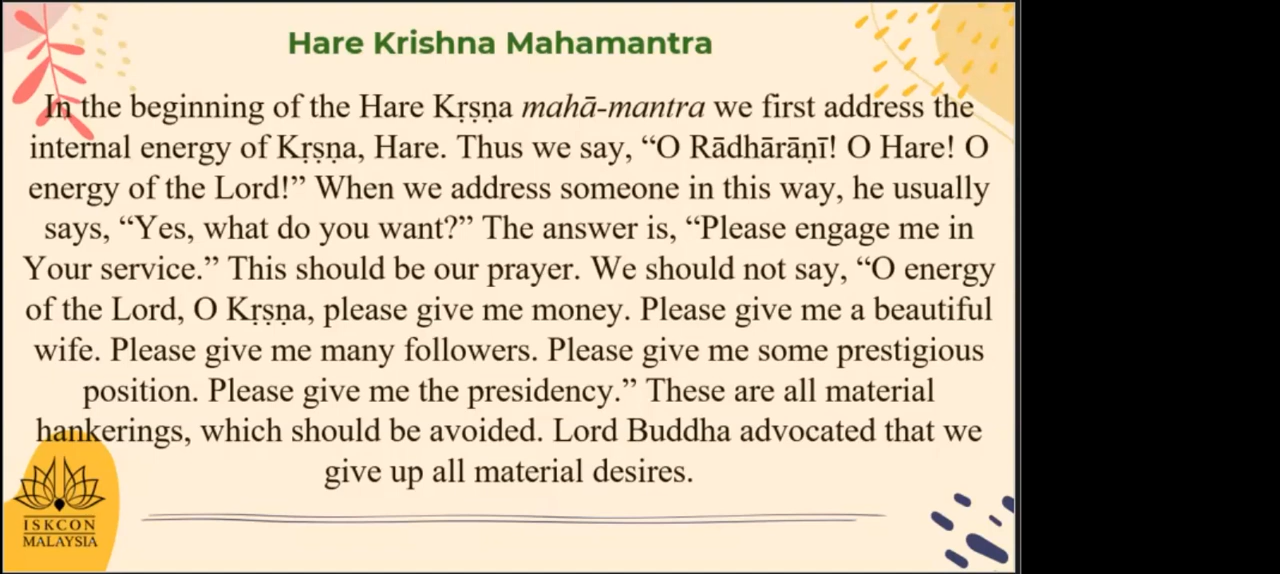 Hare Krishna Mahamantra
In the beginning of the Hare Kṛṣṇa mahā-mantra we first address the
internal energy of Kṛṣṇa, Hare. Thus we say, “O Rādhārāṇī! O Hare! O
energy of the Lord!” When we address someone in this way, he usually
says, “Yes, what do you want?” The answer is, “Please engage me in
Your service.” This should be our prayer. We should not say, “O energy
of the Lord, O Kṛṣṇa, please give me money. Please give me a beautiful
wife. Please give me many followers. Please give me some prestigious
position. Please give me the presidency.” These are all material
hankerings, which should be avoided. Lord Buddha advocated that we
give up all material desires.
ISKCON
MALAYSIA